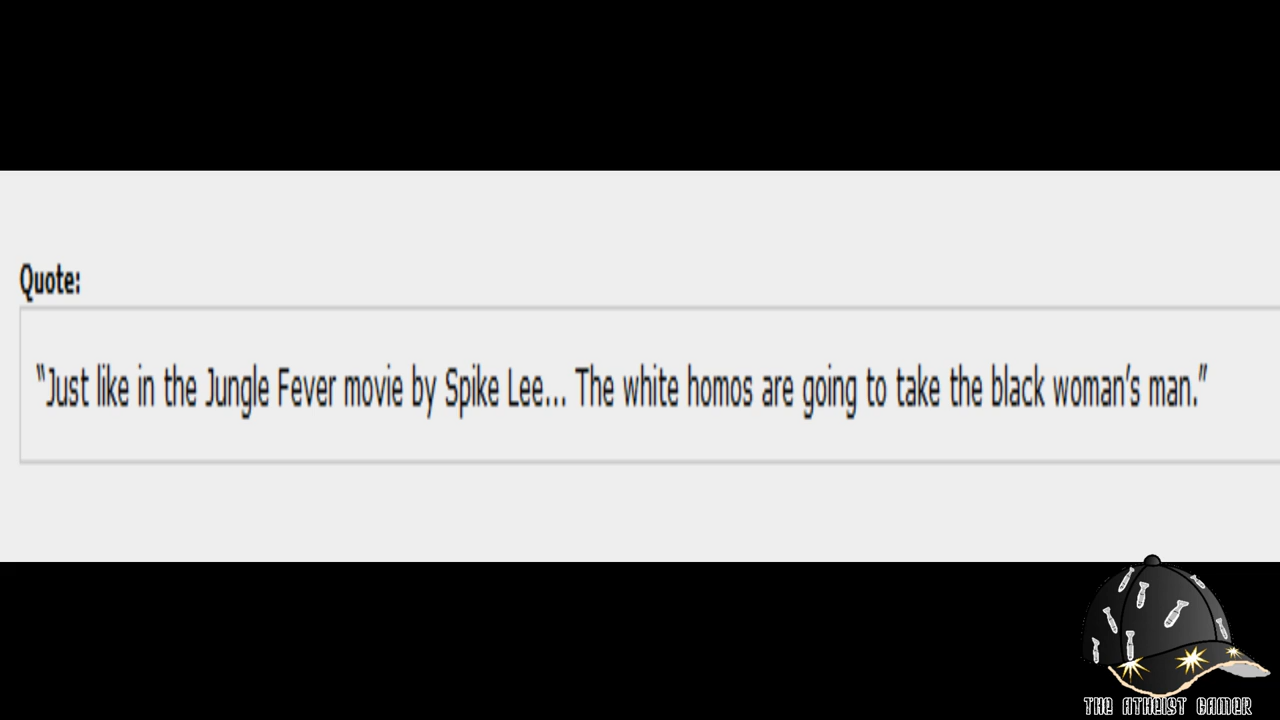 Quote:
“Just like in the Jungle Fever movie by Spike Lee... The white homos are going to take the black woman’s man.”
THE ATHEIST GAMER